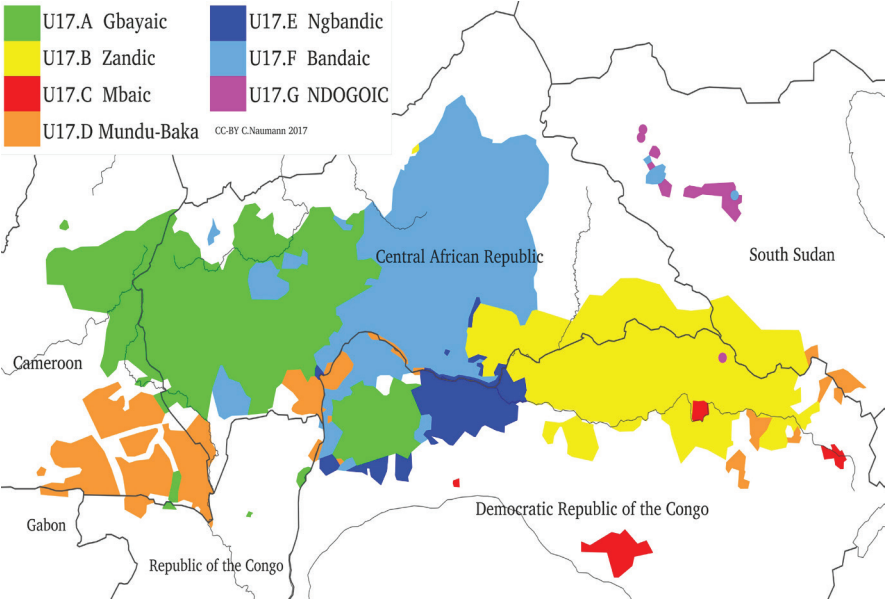 U17.A Gbayaic
U17.B Zandic
U17.C Mbaic
U17.D Mundu-Baka
U17.E Ngbandic
U17.F Bandaic
U17.G NDOGOIC
CC-BY C.Naumann 2017
Central African Republic
South Sudan
Cameroon
Democratic Republic of the Congo
Gabon
Republic of the Congo